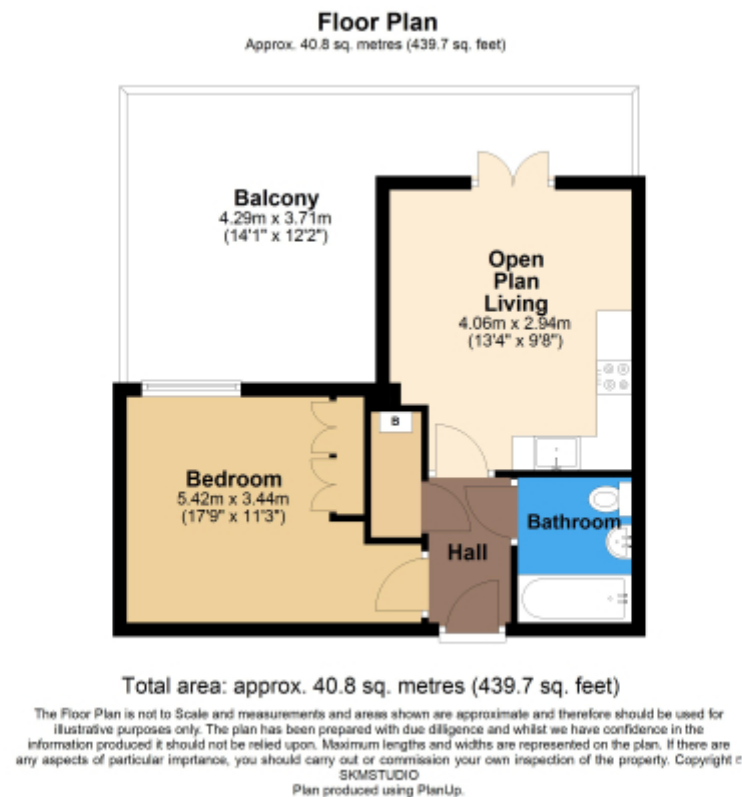 Floor Plan
Approx. 40.8 sq. metres (439.7 sq. feet)
Balcony
4.29m x 3.71m
(14'1" x 12'2")
Open
Plan
Living
4.06m x 2.94m
(13'4" x 9'8")
B
Bedroom
5.42m x 3.44m
(17'9" x 11'3")
Bathroom
Hall
Total area: approx. 40.8 sq. metres (439.7 sq. feet)
The Floor Plan is not to Scale and measurements and areas shown are approximate and therefore should be used for
illustrative purposes only. The plan has been prepared with due dilligence and whilst we have confidence in the
information produced it should not be relied upon. Maximum lengths and widths are represented on the plan. If there are
any aspects of particular imprtance, you should carry out or commission your own inspection of the property. Copyright ©
SKMSTUDIO
Plan produced using PlanUp.